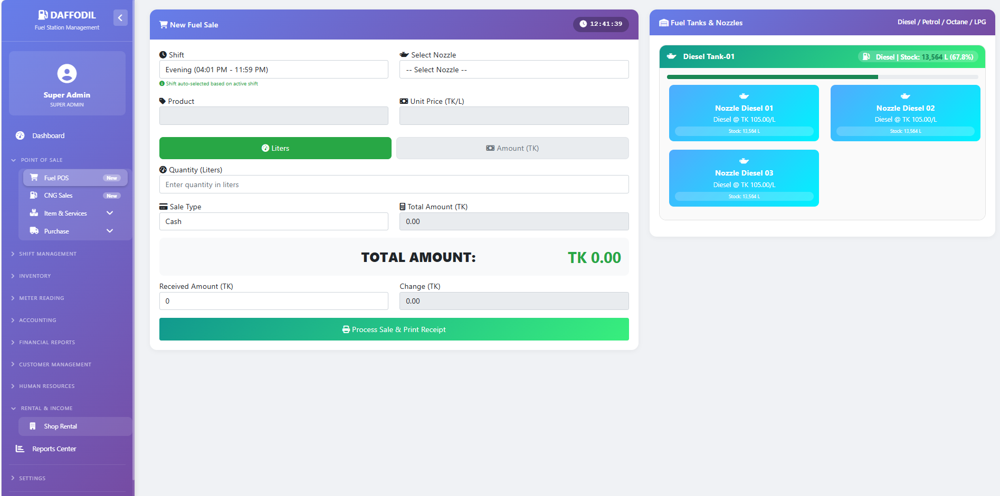 DAFFODIL
Fuel Station Management
Super Admin
SUPER ADMIN
Dashboard
POINT OF SALE
Fuel POS New
CNG Sales New
Item & Services
Purchase
SHIFT MANAGEMENT
INVENTORY
METER READING
ACCOUNTING
FINANCIAL REPORTS
CUSTOMER MANAGEMENT
HUMAN RESOURCES
RENTAL & INCOME
Shop Rental
Reports Center
SETTINGS
New Fuel Sale 12:41:39
Shift
Evening (04:01 PM - 11:59 PM)
Shift auto-selected based on active shift
Select Nozzle
-- Select Nozzle --
Product
Unit Price (TK/L)
Liters
Amount (TK)
Quantity (Liters)
Enter quantity in liters
Sale Type
Cash
Total Amount (TK)
0.00
TOTAL AMOUNT: TK 0.00
Received Amount (TK)
0
Change (TK)
0.00
Process Sale & Print Receipt
Fuel Tanks & Nozzles Diesel / Petrol / Octane / LPG
Diesel Tank-01 Diesel | Stock: 13,564 L (67.8%)
Nozzle Diesel 01
Diesel @ TK 105.00/L
Stock: 13,564 L
Nozzle Diesel 02
Diesel @ TK 105.00/L
Stock: 13,564 L
Nozzle Diesel 03
Diesel @ TK 105.00/L
Stock: 13,564 L